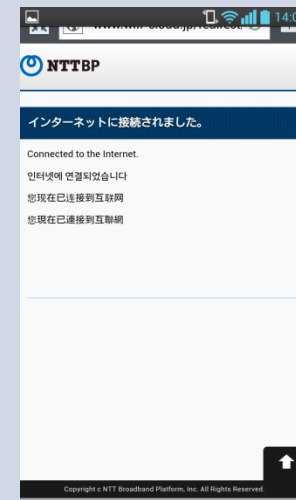 14:0
NTTBP
インターネットに接続されました。
Connected to the Internet.
인터넷에 연결되었습니다
您现在已连接到互联网
您現在已連接到互聯網
Copyright c NTT Broadband Platform, Inc. All Rights Reserved.